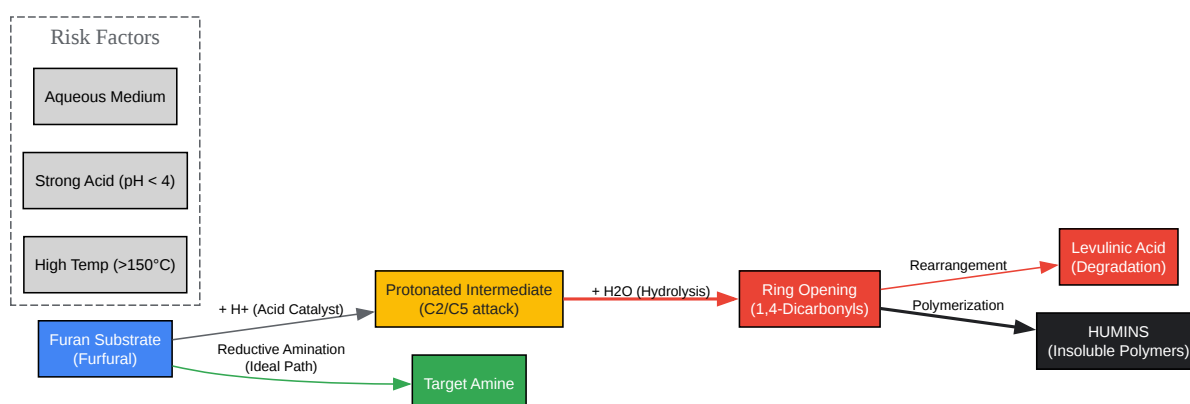 Risk Factors
Aqueous Medium
Strong Acid (pH < 4)
High Temp (>150°C)
Furan Substrate
(Furfural)
+ H+ (Acid Catalyst)
Reductive Amination
(Ideal Path)
Protonated Intermediate
(C2/C5 attack)
Target Amine
+ H2O (Hydrolysis)
Ring Opening
(1,4-Dicarbonyls)
Rearrangement
Polymerization
Levulinic Acid
(Degradation)
HUMINS
(Insoluble Polymers)